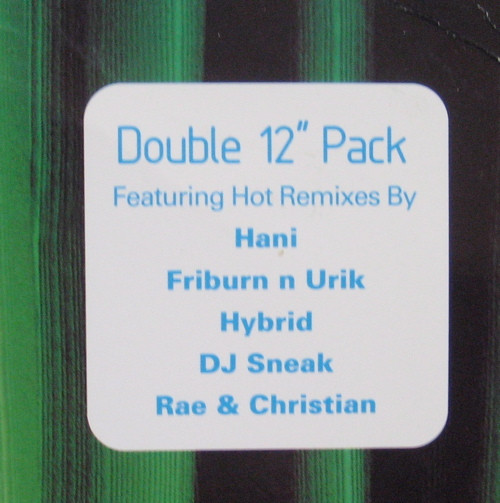 Double 12" Pack
Featuring Hot Remixes By
Hani
Friburn n Urik
Hybrid
DJ Sneak
Rae & Christian